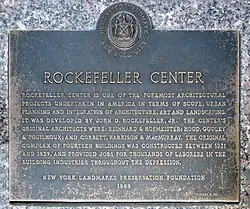 ROCKEFELLER CENTER
ROCKEFELLER CENTER IS ONE OF THE FOREMOST ARCHITECTURAL
PROJECTS UNDERTAKEN IN AMERICA IN TERMS OF SCOPE, URBAN
PLANNING AND INTEGRATION OF ARCHITECTURE, ART AND LANDSCAPING.
IT WAS DEVELOPED BY JOHN D. ROCKEFELLER, JR. THE CENTER'S
ORIGINAL ARCHITECTS WERE: REINHARD & HOFMEISTER; HOOD, GODLEY
& FOUILHOUX; AND CORBETT, HARRISON & MACMURRAY. THE ORIGINAL
COMPLEX OF FOURTEEN BUILDINGS WAS CONSTRUCTED BETWEEN 1931
AND 1939, AND PROVIDED JOBS FOR THOUSANDS OF LABORERS IN THE
BUILDING INDUSTRIES THROUGHOUT THE DEPRESSION.
NEW YORK LANDMARKS PRESERVATION FOUNDATION